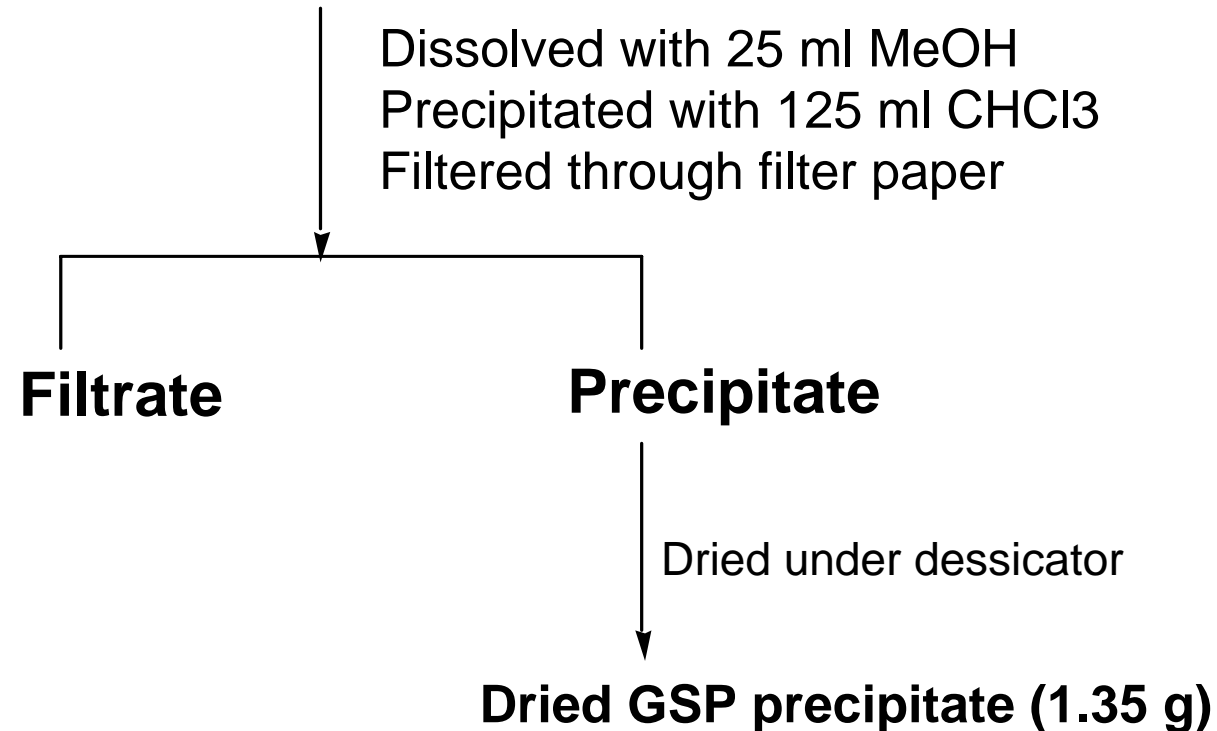 Dissolved with 25 ml MeOH
Precipitated with 125 ml CHCl3
Filtered through filter paper
Filtrate
Precipitate
Dried under dessicator
Dried GSP precipitate (1.35 g)